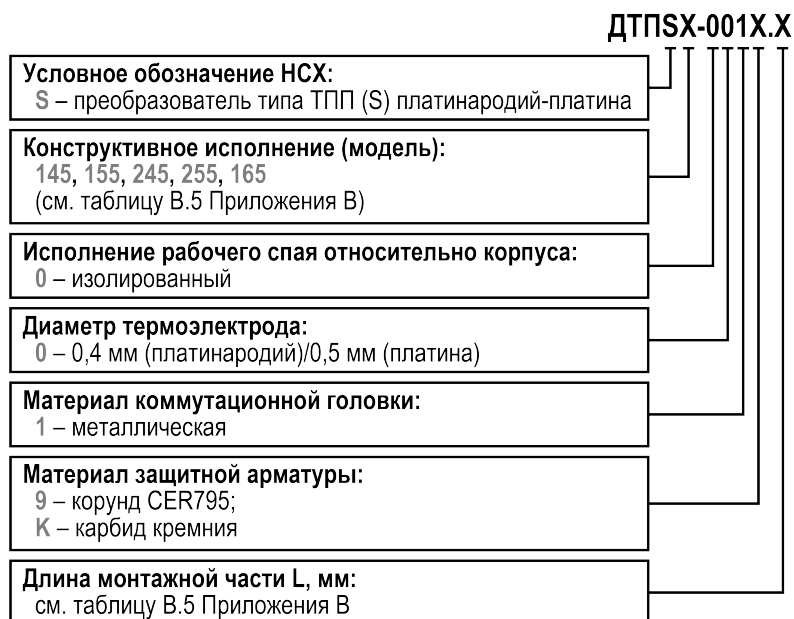 ДТПSX-001X.X
Условное обозначение НСХ:
S – преобразователь типа ТПП (S) платинародий-платина
Конструктивное исполнение (модель):
145, 155, 245, 255, 165
(см. таблицу В.5 Приложения В)
Исполнение рабочего спая относительно корпуса:
0 – изолированный
Диаметр термоэлектрода:
0 – 0,4 мм (платинародий)/0,5 мм (платина)
Материал коммутационной головки:
1 – металлическая
Материал защитной арматуры:
9 – корунд CER795;
К – карбид кремния
Длина монтажной части L, мм:
см. таблицу В.5 Приложения В